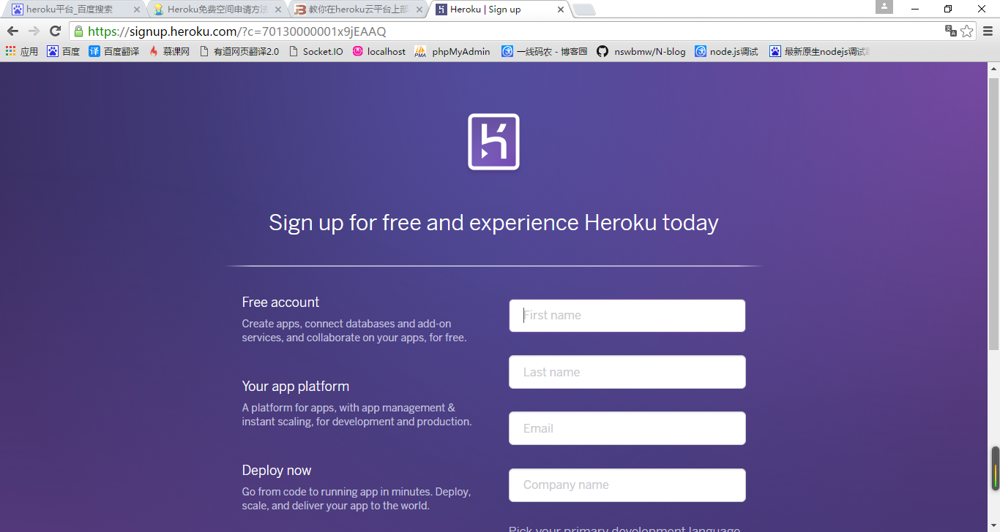 heroku平台_百度搜索
Heroku免费空间申请方法
教你在heroku云平台上部
Heroku | Sign up
https://signup.heroku.com/?c=70130000001x9jEAAQ
应用
百度
译
百度翻译
慕课网
有道网页翻译2.0
Socket.IO
localhost
PMA
phpMyAdmin
一线码农 - 博客园
nswbmw/N-blog
node.js调试
最新原生nodejs调试
Sign up for free and experience Heroku today
Free account
Create apps, connect databases and add-on
services, and collaborate on your apps, for free.
Your app platform
A platform for apps, with app management &
instant scaling, for development and production.
Deploy now
Go from code to running app in minutes. Deploy,
scale, and deliver your app to the world.
First name
Last name
Email
Company name
Pick your primary development language